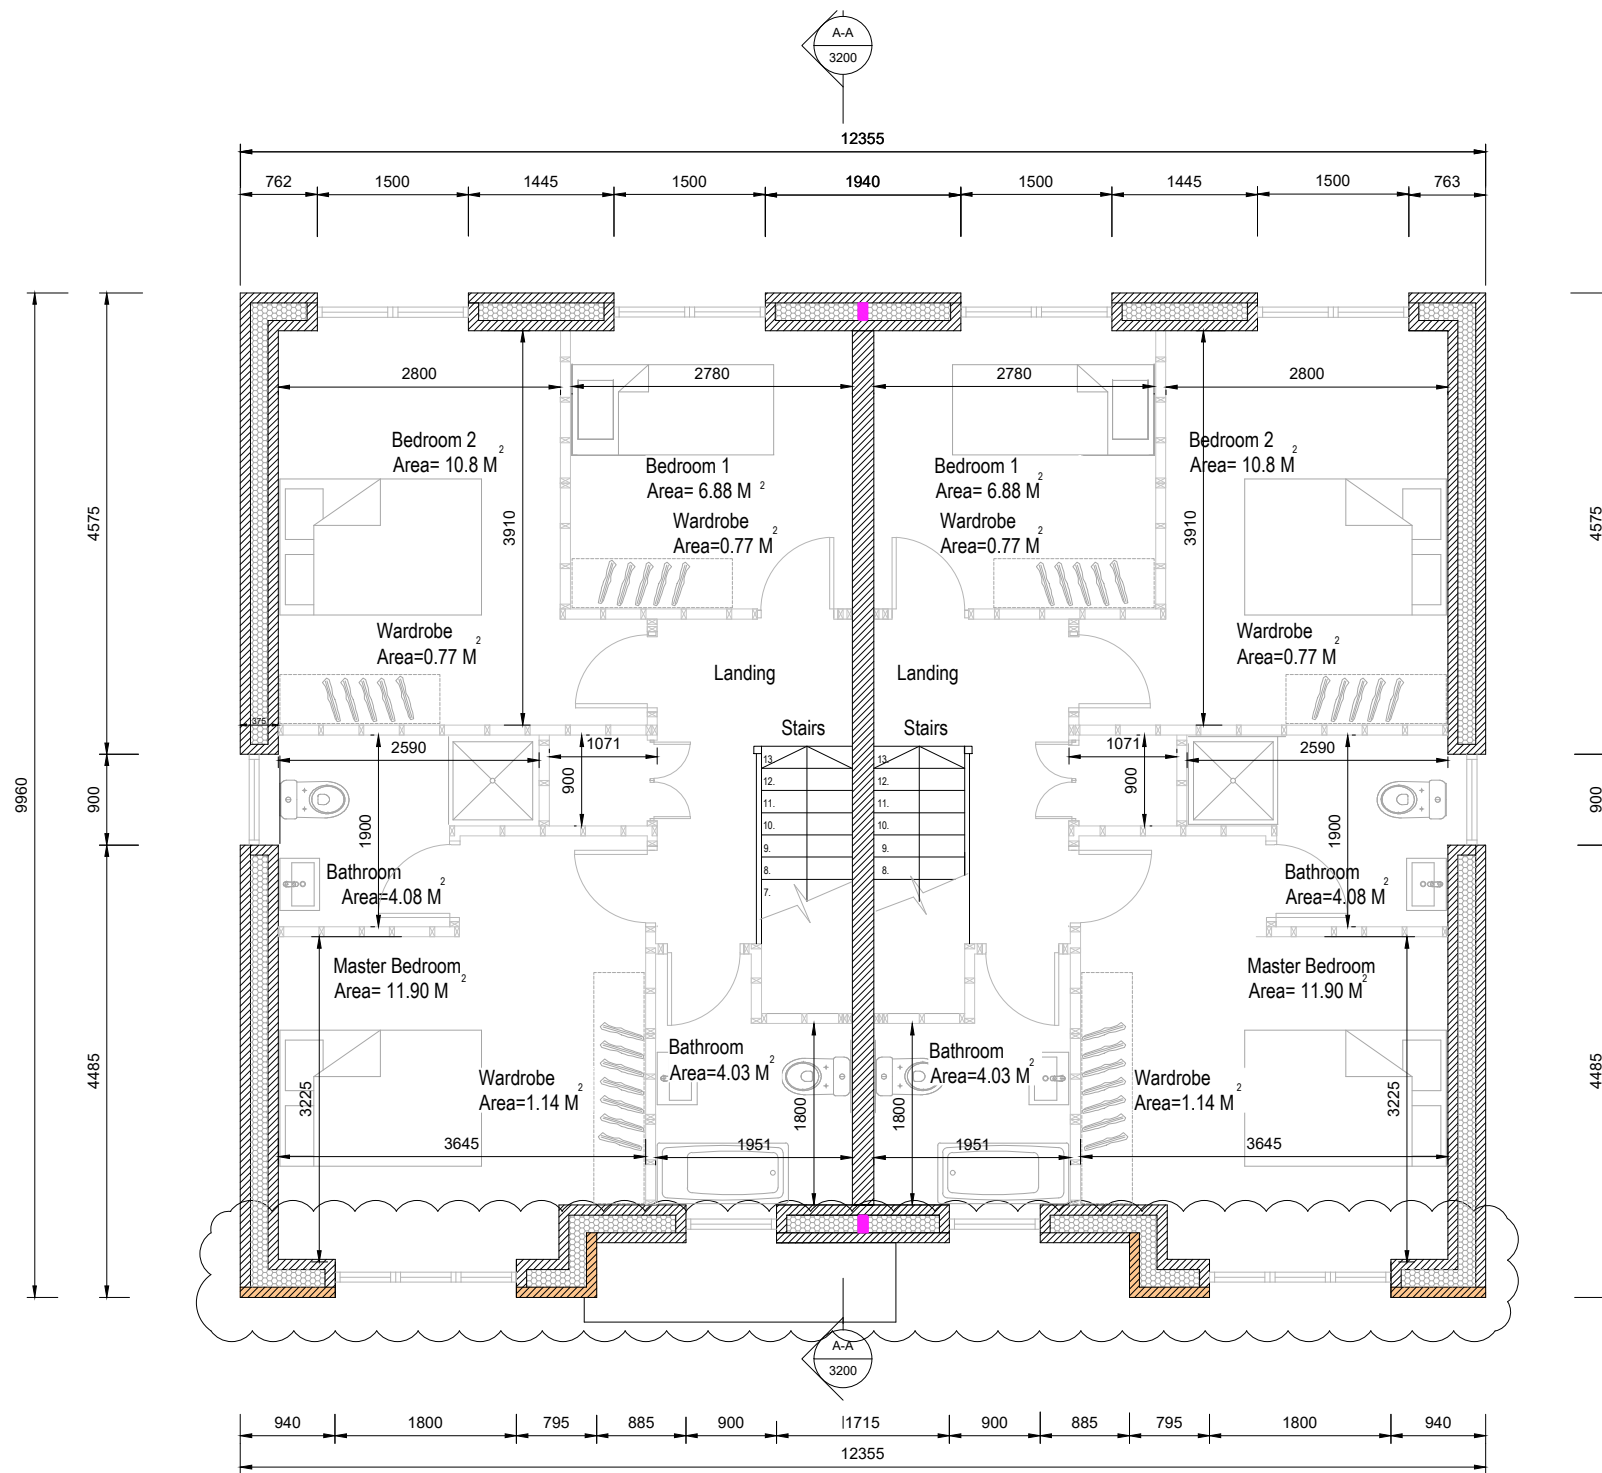 A-A
3200
12355
762 1500 1445 1500 1940 1500 1445 1500 763
2800 2780 2780 2800
Bedroom 2
Area= 10.8 M²
Bedroom 1
Area= 6.88 M²
Bedroom 1
Area= 6.88 M²
Bedroom 2
Area= 10.8 M²
Wardrobe
Area=0.77 M²
Wardrobe
Area=0.77 M²
4575 3910 3910 4575
Wardrobe
Area=0.77 M²
Wardrobe
Area=0.77 M²
Landing Landing
Stairs Stairs
375
2590 1071 1071 2590
13. 13.
12. 12.
11. 11.
10. 10.
9. 9.
8. 8.
7.
9960 900 1900 900 900 1900 900
Bathroom
Area=4.08 M²
Bathroom
Area=4.08 M²
Master Bedroom
Area= 11.90 M²
Master Bedroom
Area= 11.90 M²
Bathroom
Area=4.03 M²
Bathroom
Area=4.03 M²
Wardrobe
Area=1.14 M²
Wardrobe
Area=1.14 M²
4485 3225 1800 1800 3225 4485
3645 1951 1951 3645
A-A
3200
940 1800 795 885 900 1715 900 885 795 1800 940
12355